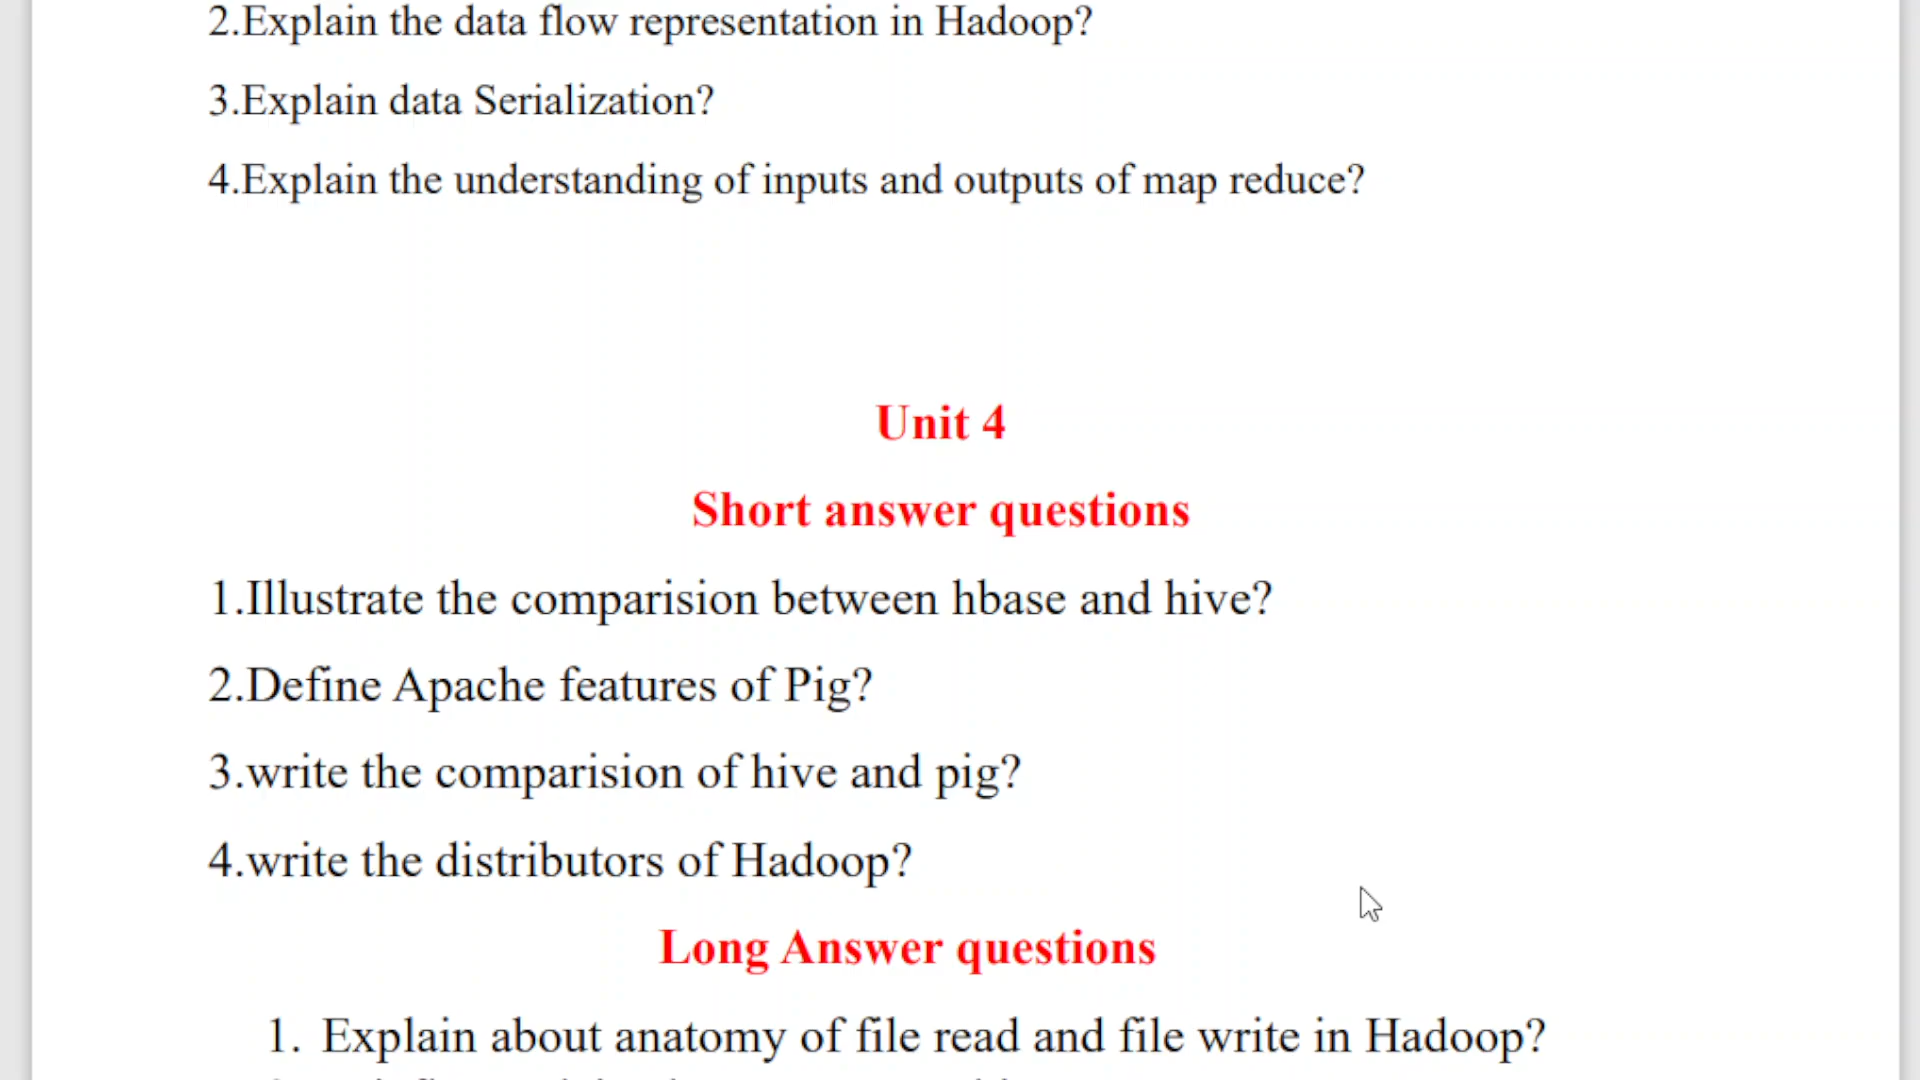 2.Explain the data flow representation in Hadoop?
3.Explain data Serialization?
4.Explain the understanding of inputs and outputs of map reduce?
Unit 4
Short answer questions
1.Illustrate the comparision between hbase and hive?
2.Define Apache features of Pig?
3.write the comparision of hive and pig?
4.write the distributors of Hadoop?
Long Answer questions
1. Explain about anatomy of file read and file write in Hadoop?